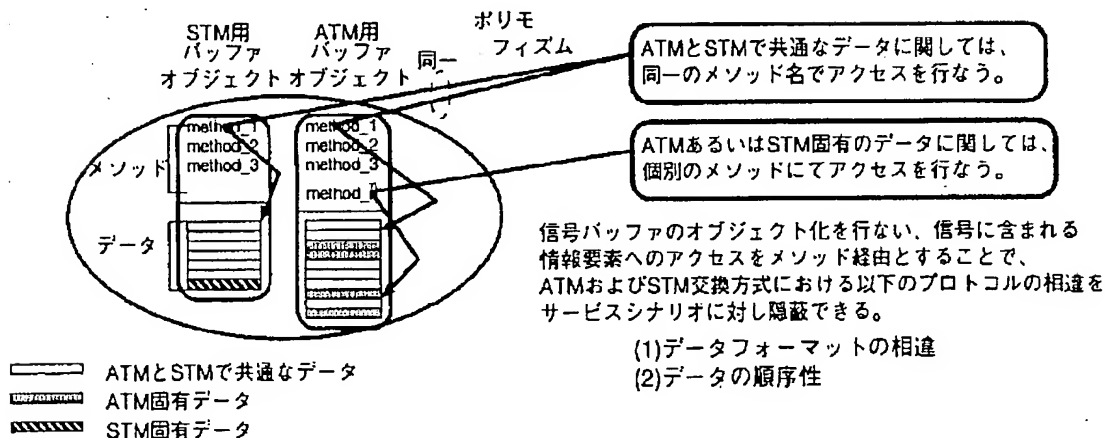 STM用
バッファ
オブジェクト
ATM用
バッファ
オブジェクト
同一
ポリモ
フィズム
ATMとSTMで共通なデータに関しては、
同一のメソッド名でアクセスを行なう。
method_1
method_2
method_3
method_1
method_2
method_3
method_
メソッド
ATMあるいはSTM固有のデータに関しては、
個別のメソッドにてアクセスを行なう。
データ
信号バッファのオブジェクト化を行ない、信号に含まれる
情報要素へのアクセスをメソッド経由とすることで、
ATMおよびSTM交換方式における以下のプロトコルの相違を
サービスシナリオに対し隠蔽できる。
(1)データフォーマットの相違
(2)データの順序性
ATMとSTMで共通なデータ
ATM固有データ
STM固有データ